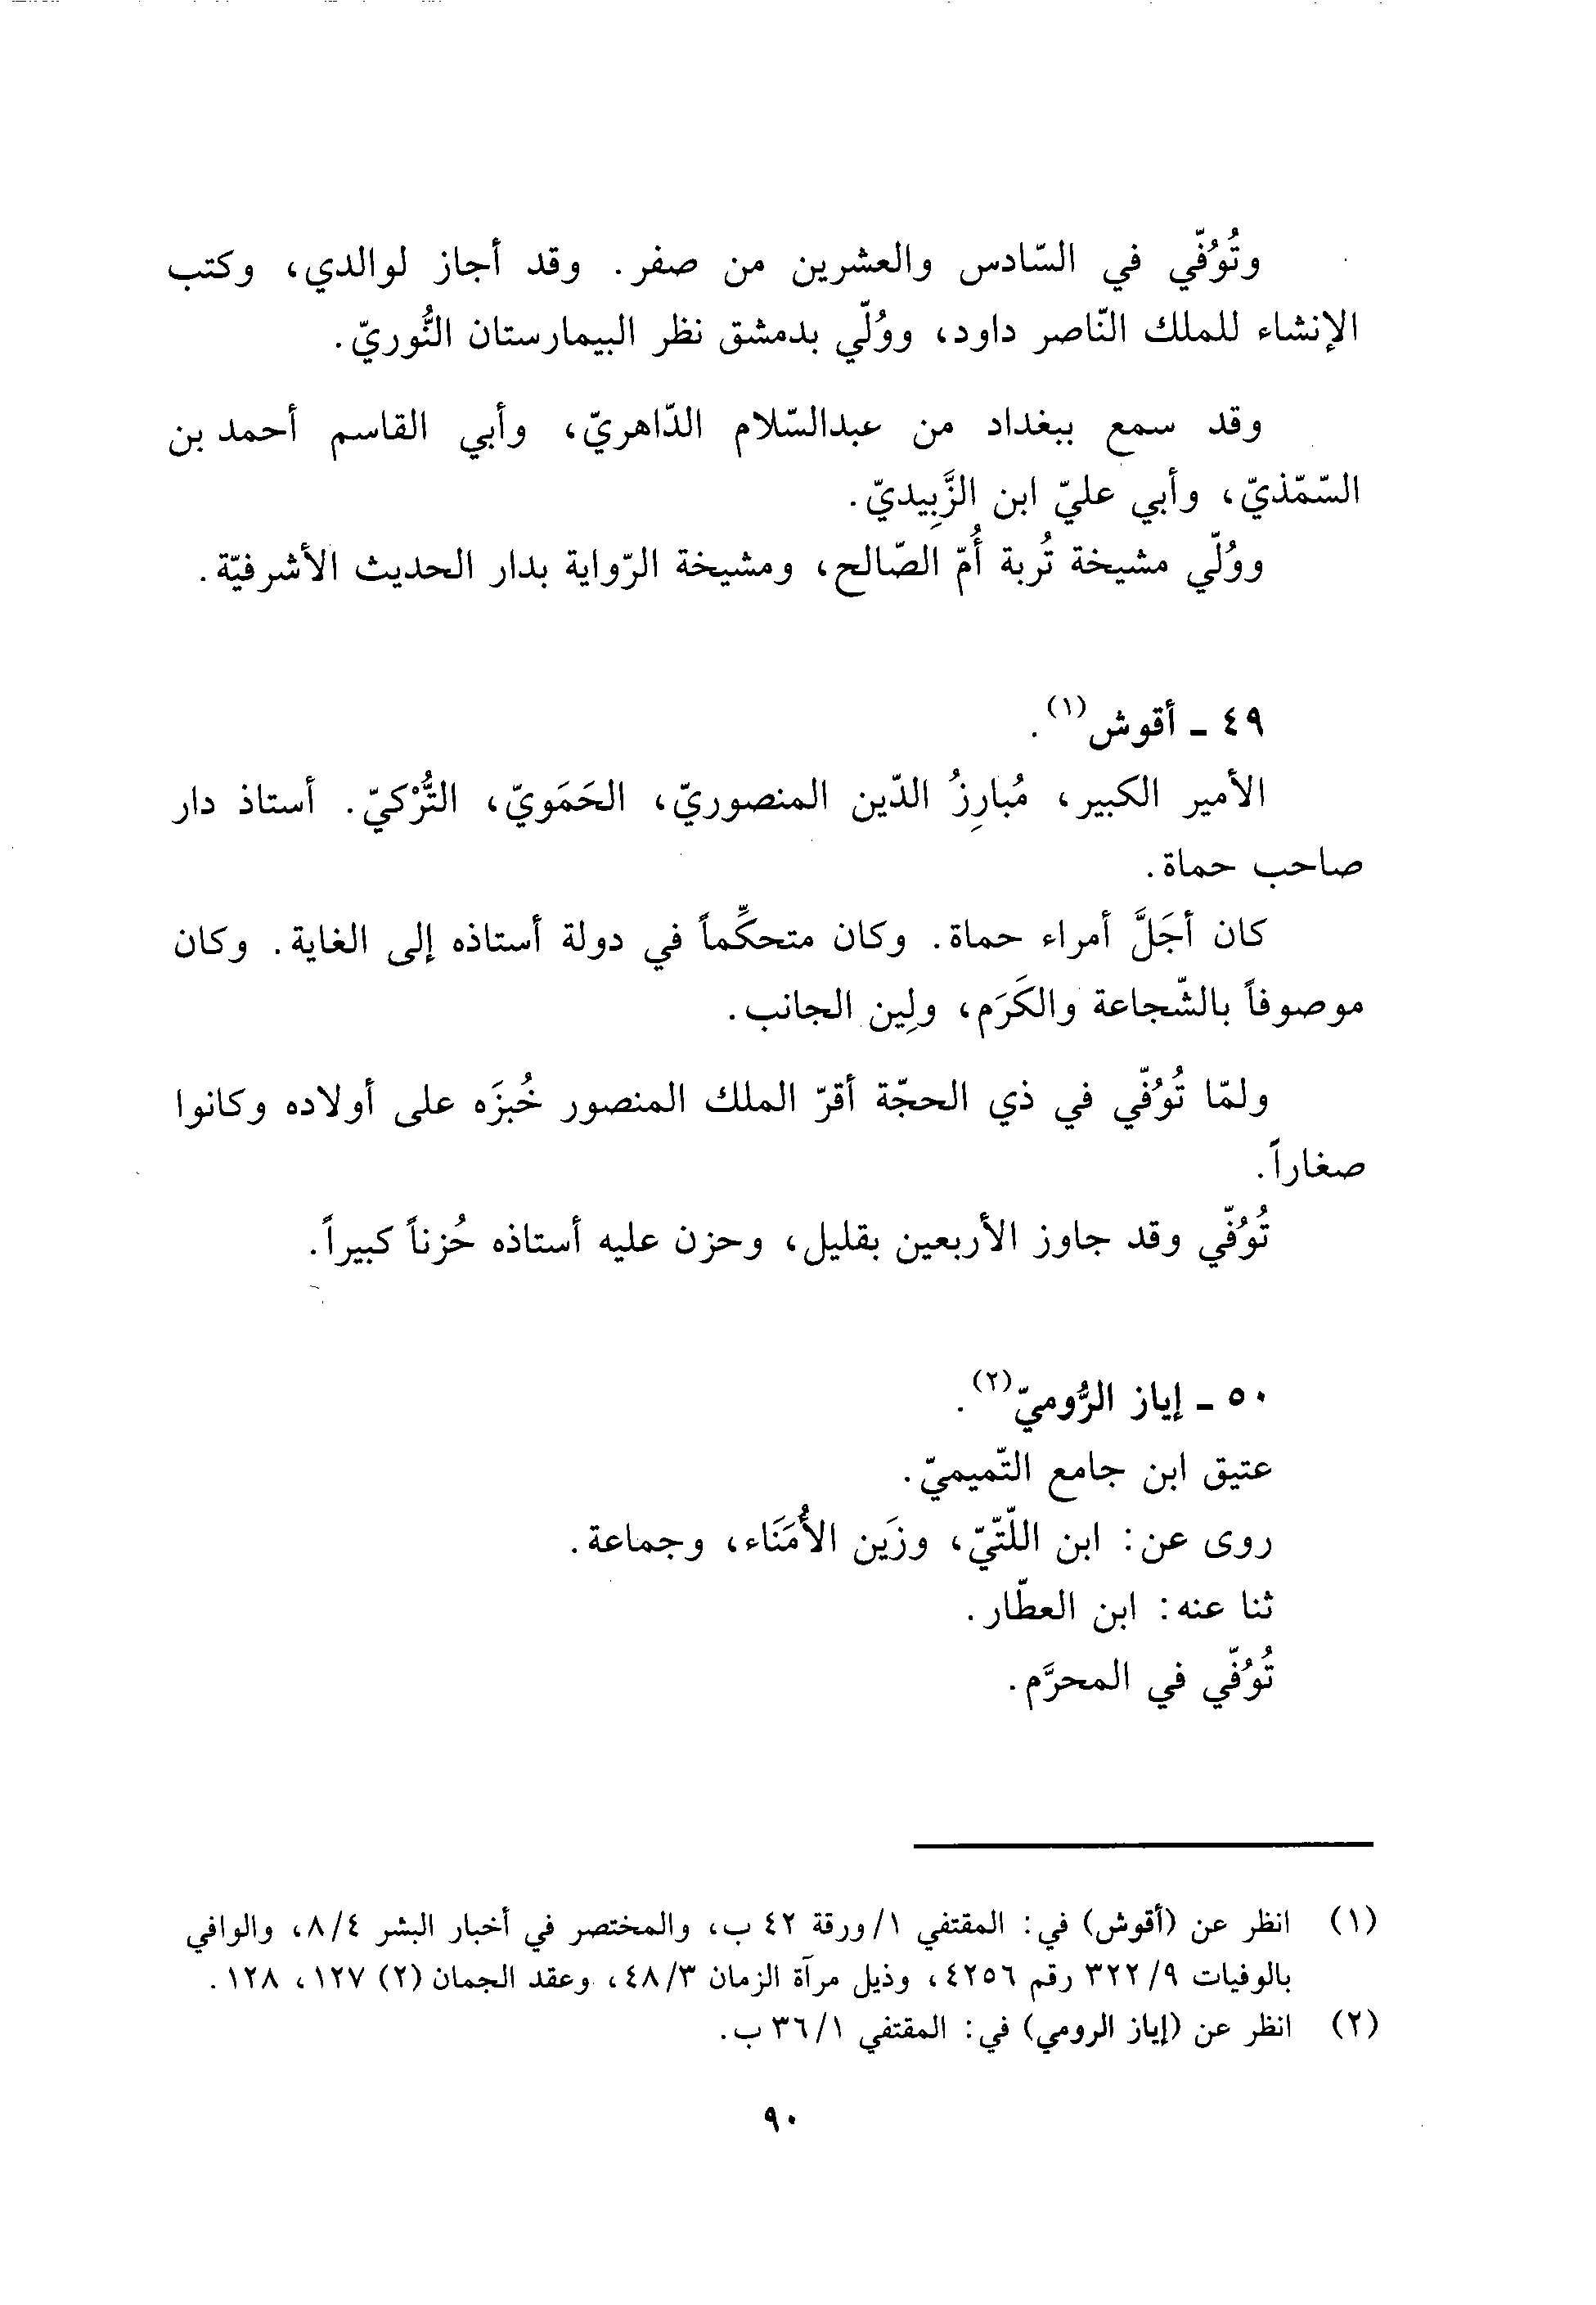 وتُوُفّي في السّادس والعشرين من صفر. وقد أجاز لوالدي، وكتب
الإنشاء للملك النّاصر داود، ووُلّي بدمشق نظر البيمارستان النُّوريّ.
وقد سمع ببغداد من عبدالسّلام الدّاهريّ، وأبي القاسم أحمد بن
السّمّذيّ، وأبي عليّ ابن الزَّبِيديّ.
ووُلّي مشيخة تُربة أُمّ الصّالح، ومشيخة الرّواية بدار الحديث الأشرفيّة.
٤٩ - أقوش(١).
الأمير الكبير، مُبارِزُ الدّين المنصوريّ، الحَمَويّ، التُّرْكيّ. أستاذ دار
صاحب حماة.
كان أجَلَّ أمراء حماة. وكان متحكِّماً في دولة أستاذه إلى الغاية. وكان
موصوفاً بالشّجاعة والكَرَم، ولِين الجانب.
ولمّا تُوُفّي في ذي الحجّة أقرّ الملك المنصور خُبزَه على أولاده وكانوا
صغاراً.
تُوُفّي وقد جاوز الأربعين بقليل، وحزن عليه أستاذه حُزناً كبيراً.
٥٠ - إياز الرُّوميّ(٢).
عتيق ابن جامع التّميميّ.
روى عن: ابن اللّتّيّ، وزَين الأُمَنَاء، وجماعة.
ثنا عنه: ابن العطّار.
تُوُفّي في المحرَّم.
(١) انظر عن (أقوش) في: المقتفي ١/ورقة ٤٢ ب، والمختصر في أخبار البشر ٨/٤، والوافي
بالوفيات ٣٢٢/٩ رقم ٤٢٥٦، وذيل مرآة الزمان ٤٨/٣، وعقد الجمان (٢) ١٢٧، ١٢٨.
(٢) انظر عن (إياز الرومي) في: المقتفي ٣٦/١ ب.
٩٠